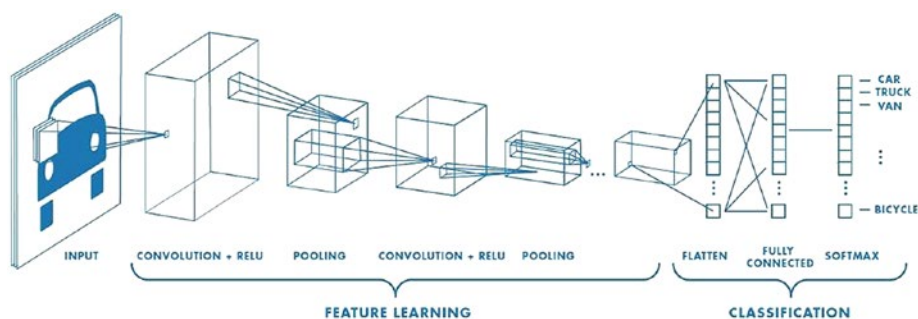 CAR
TRUCK
VAN
BICYCLE
INPUT
CONVOLUTION + RELU
POOLING
CONVOLUTION + RELU
POOLING
FLATTEN
FULLY
CONNECTED
SOFTMAX
FEATURE LEARNING
CLASSIFICATION